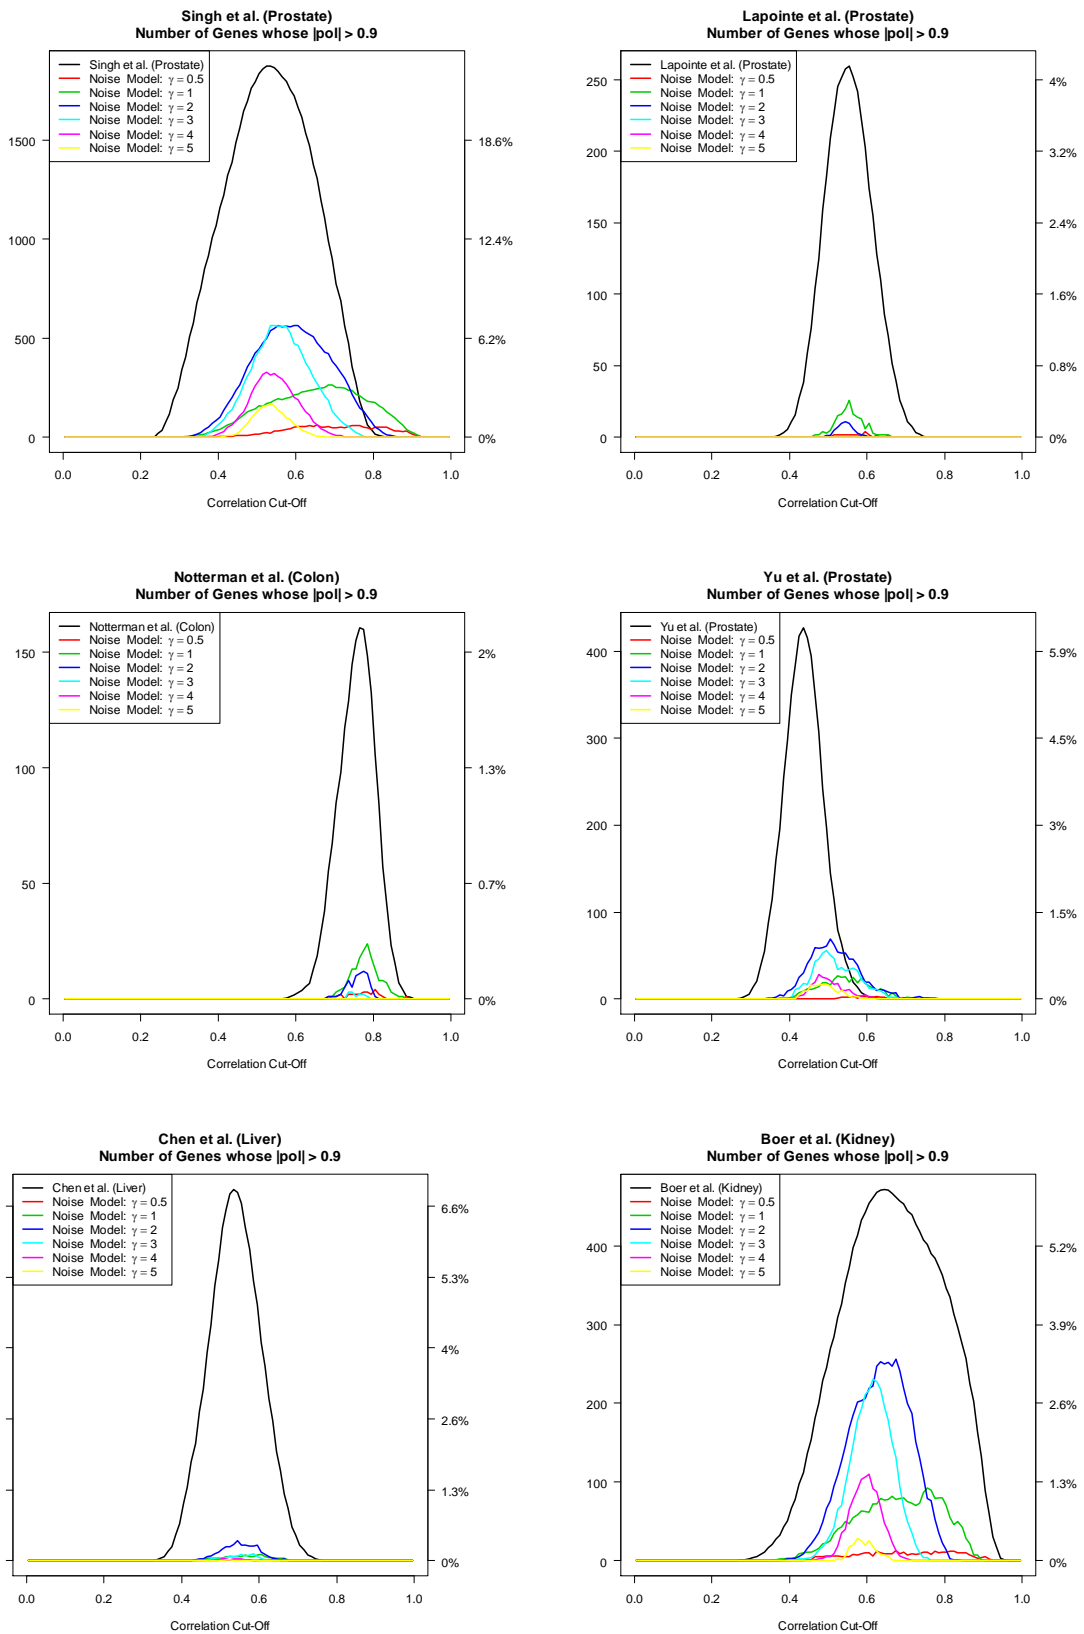 Singh et al. (Prostate)
Number of Genes whose |pol| > 0.9
Singh et al. (Prostate)
Noise Model: γ = 0.5
Noise Model: γ = 1
Noise Model: γ = 2
Noise Model: γ = 3
Noise Model: γ = 4
Noise Model: γ = 5
1500
1000
500
0
18.6%
12.4%
6.2%
0%
0.0 0.2 0.4 0.6 0.8 1.0
Correlation Cut-Off
Lapointe et al. (Prostate)
Number of Genes whose |pol| > 0.9
Lapointe et al. (Prostate)
Noise Model: γ = 0.5
Noise Model: γ = 1
Noise Model: γ = 2
Noise Model: γ = 3
Noise Model: γ = 4
Noise Model: γ = 5
250
200
150
100
50
0
4%
3.2%
2.4%
1.6%
0.8%
0%
0.0 0.2 0.4 0.6 0.8 1.0
Correlation Cut-Off
Notterman et al. (Colon)
Number of Genes whose |pol| > 0.9
Notterman et al. (Colon)
Noise Model: γ = 0.5
Noise Model: γ = 1
Noise Model: γ = 2
Noise Model: γ = 3
Noise Model: γ = 4
Noise Model: γ = 5
150
100
50
0
2%
1.3%
0.7%
0%
0.0 0.2 0.4 0.6 0.8 1.0
Correlation Cut-Off
Yu et al. (Prostate)
Number of Genes whose |pol| > 0.9
Yu et al. (Prostate)
Noise Model: γ = 0.5
Noise Model: γ = 1
Noise Model: γ = 2
Noise Model: γ = 3
Noise Model: γ = 4
Noise Model: γ = 5
400
300
200
100
0
5.9%
4.5%
3%
1.5%
0%
0.0 0.2 0.4 0.6 0.8 1.0
Correlation Cut-Off
Chen et al. (Liver)
Number of Genes whose |pol| > 0.9
Chen et al. (Liver)
Noise Model: γ = 0.5
Noise Model: γ = 1
Noise Model: γ = 2
Noise Model: γ = 3
Noise Model: γ = 4
Noise Model: γ = 5
6.6%
5.3%
4%
2.6%
1.3%
0%
0.0 0.2 0.4 0.6 0.8 1.0
Correlation Cut-Off
Boer et al. (Kidney)
Number of Genes whose |pol| > 0.9
Boer et al. (Kidney)
Noise Model: γ = 0.5
Noise Model: γ = 1
Noise Model: γ = 2
Noise Model: γ = 3
Noise Model: γ = 4
Noise Model: γ = 5
400
300
200
100
0
5.2%
3.9%
2.6%
1.3%
0%
0.0 0.2 0.4 0.6 0.8 1.0
Correlation Cut-Off